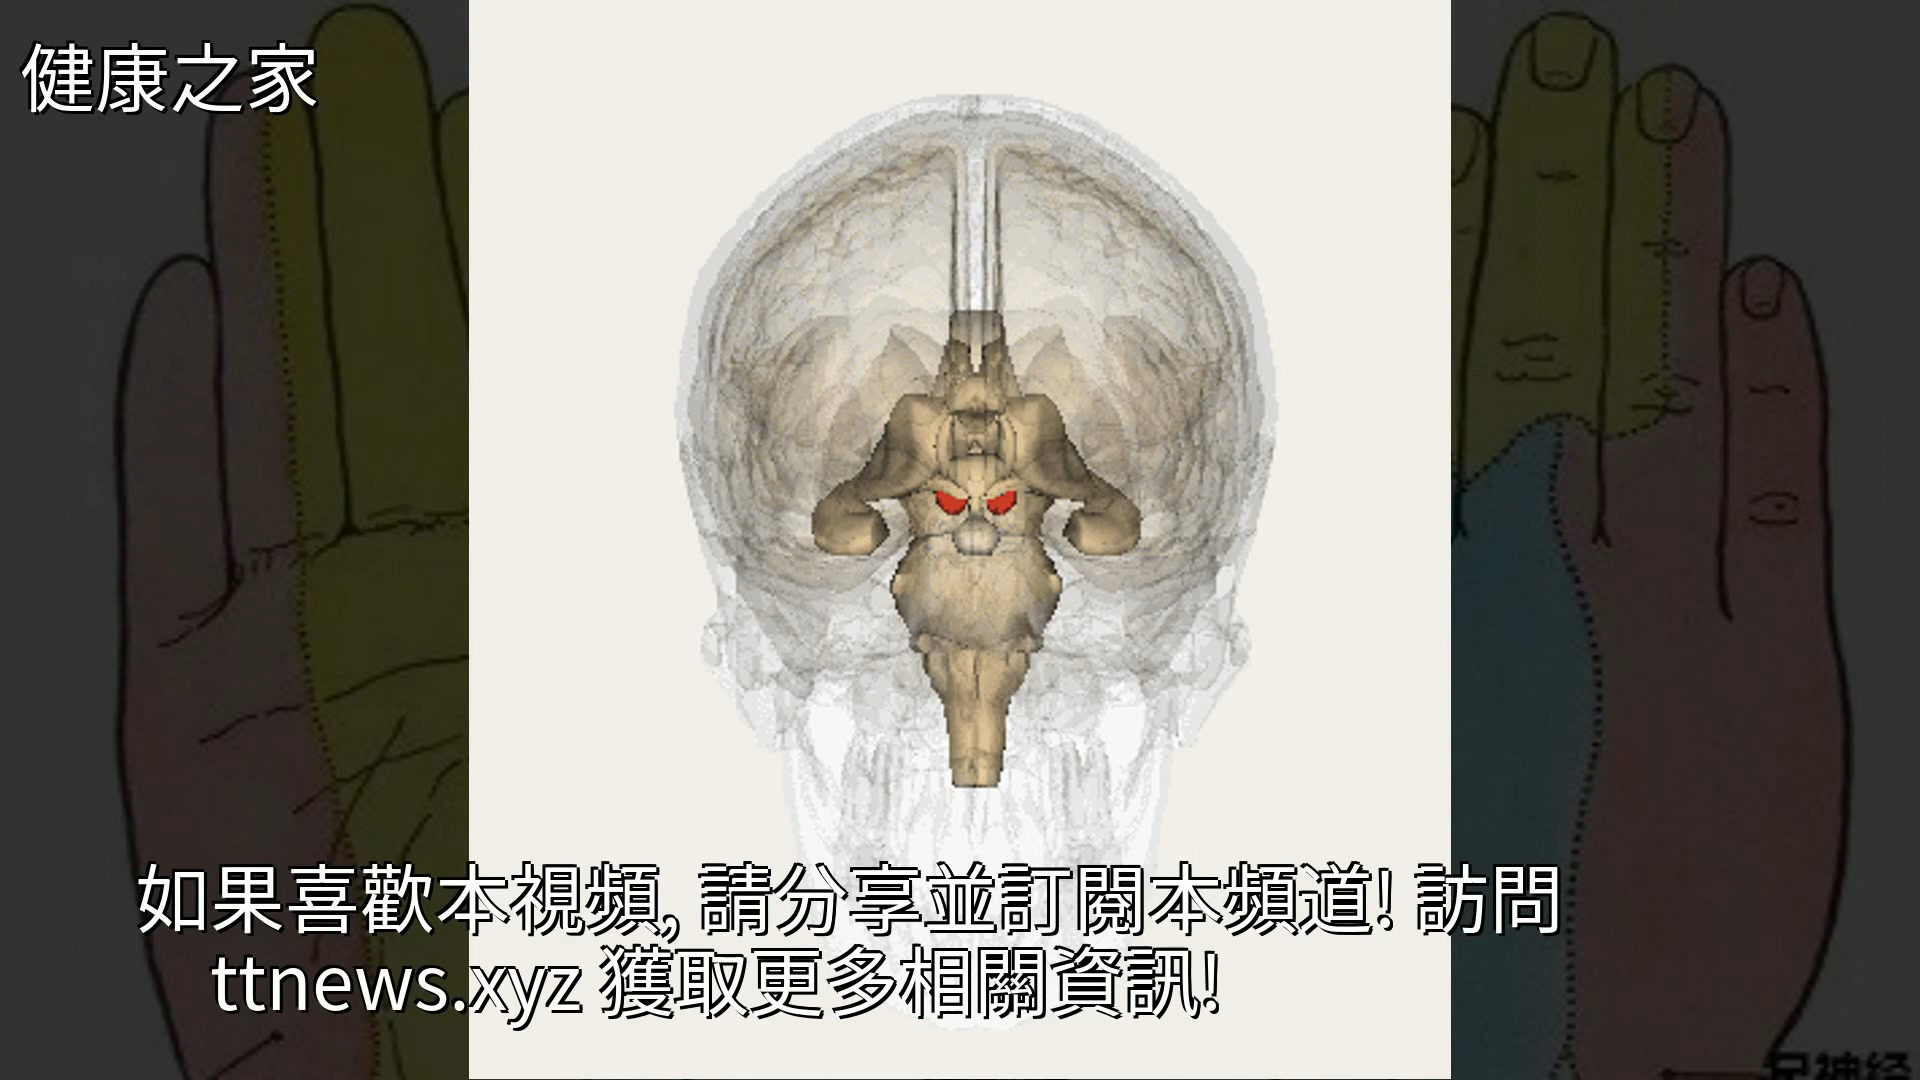 健康之家
如果喜歡本視頻, 請分享並訂閱本頻道! 訪問
ttnews.xyz 獲取更多相關資訊!